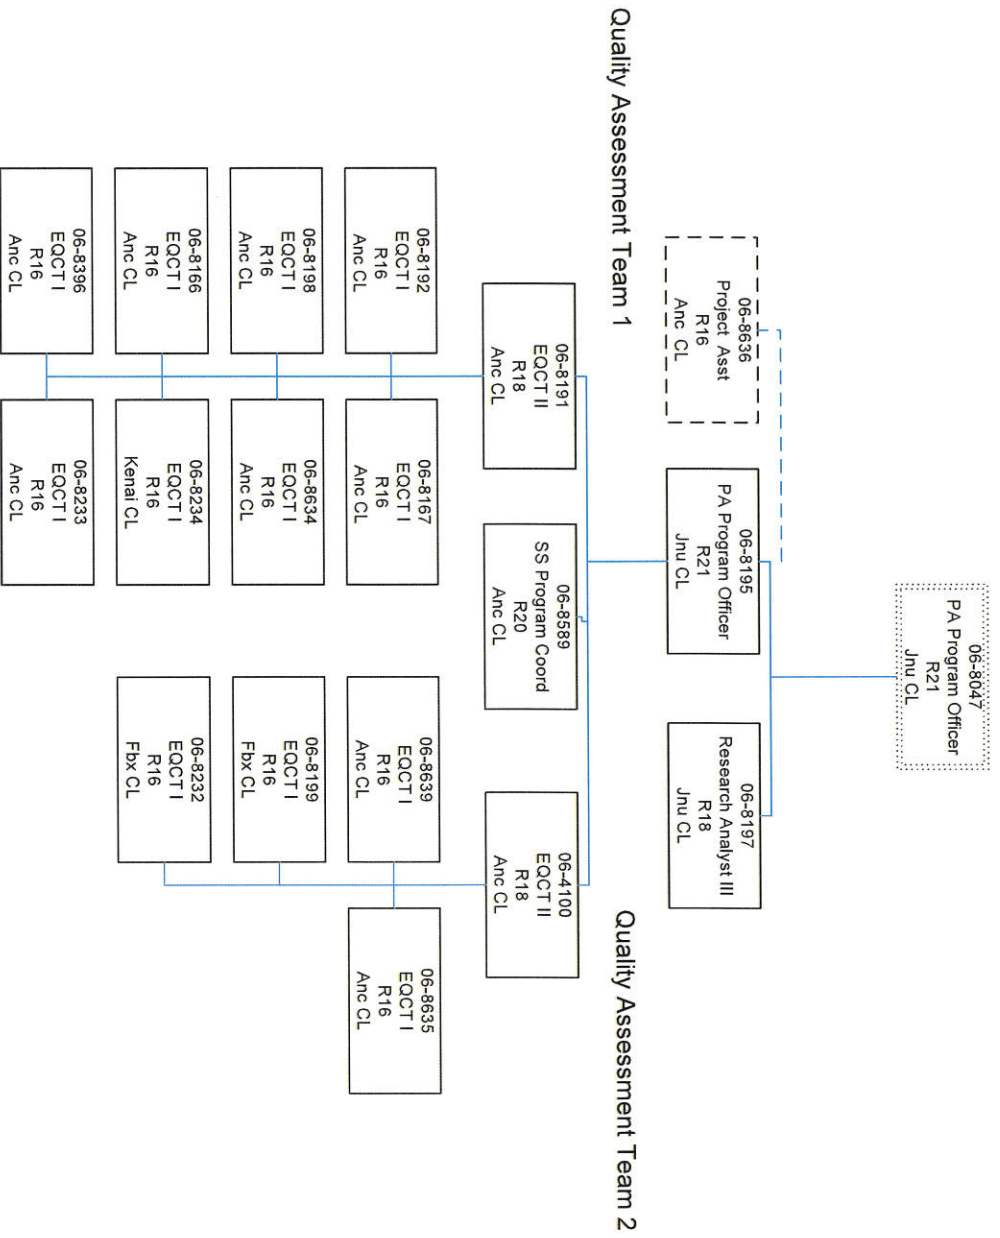 06-8047
PA Program Officer
R21
Jnu CL
06-8636
Project Asst
R16
Anc CL
06-8195
PA Program Officer
R21
Jnu CL
06-8197
Research Analyst III
R18
Jnu CL
Quality Assessment Team 1
Quality Assessment Team 2
06-8191
EQCT II
R18
Anc CL
06-8589
SS Program Coord
R20
Anc CL
06-4100
EQCT II
R18
Anc CL
06-8192
EQCT I
R16
Anc CL
06-8167
EQCT I
R16
Anc CL
06-8639
EQCT I
R16
Anc CL
06-8635
EQCT I
R16
Anc CL
06-8198
EQCT I
R16
Anc CL
06-8634
EQCT I
R16
Anc CL
06-8199
EQCT I
R16
Fbx CL
06-8166
EQCT I
R16
Anc CL
06-8234
EQCT I
R16
Kenai CL
06-8232
EQCT I
R16
Fbx CL
06-8396
EQCT I
R16
Anc CL
06-8233
EQCT I
R16
Anc CL